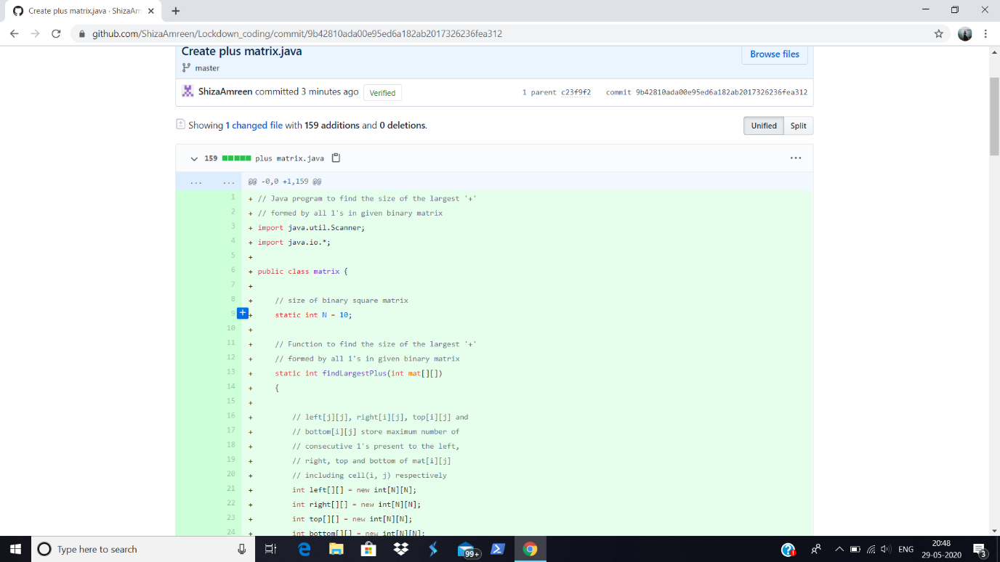 Create plus matrix.java · ShizaAm
github.com/ShizaAmreen/Lockdown_coding/commit/9b42810ada00e95ed6a182ab2017326236fea312
Create plus matrix.java
Browse files
master
ShizaAmreen committed 3 minutes ago Verified 1 parent c23f9f2 commit 9b42810ada00e95ed6a182ab2017326236fea312
Showing 1 changed file with 159 additions and 0 deletions.
Unified Split
159 plus matrix.java
... ... @@ -0,0 +1,159 @@
1 + // Java program to find the size of the largest '+'
2 + // formed by all 1's in given binary matrix
3 + import java.util.Scanner;
4 + import java.io.*;
5 +
6 + public class matrix {
7 +
8 + // size of binary square matrix
9 + static int N = 10;
10 +
11 + // Function to find the size of the largest '+'
12 + // formed by all 1's in given binary matrix
13 + static int findLargestPlus(int mat[][])
14 + {
15 +
16 + // left[j][j], right[i][j], top[i][j] and
17 + // bottom[i][j] store maximum number of
18 + // consecutive 1's present to the left,
19 + // right, top and bottom of mat[i][j]
20 + // including cell(i, j) respectively
21 + int left[][] = new int[N][N];
22 + int right[][] = new int[N][N];
23 + int top[][] = new int[N][N];
24 + int bottom[][] = new int[N][N];
Type here to search
99+
ENG
20:48
29-05-2020
3